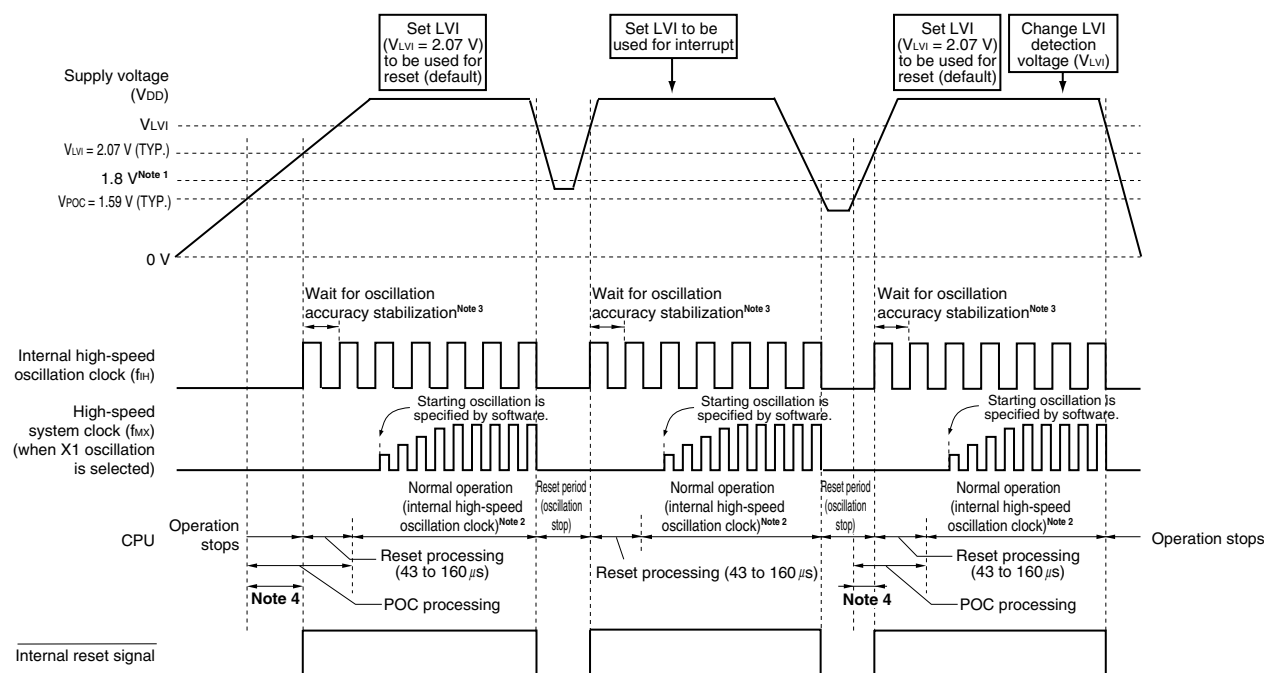 Set LVI
(VLVI = 2.07 V)
to be used for
reset (default)
Set LVI to be
used for interrupt
Set LVI
(VLVI = 2.07 V)
to be used for
reset (default)
Change LVI
detection
voltage (VLVI)
Supply voltage
(VDD)
VLVI
VLVI = 2.07 V (TYP.)
1.8 V Note 1
VPOC = 1.59 V (TYP.)
0 V
Wait for oscillation
accuracy stabilization Note 3
Wait for oscillation
accuracy stabilization Note 3
Wait for oscillation
accuracy stabilization Note 3
Internal high-speed
oscillation clock (fIH)
High-speed
system clock (fMX)
(when X1 oscillation
is selected)
Starting oscillation is
specified by software.
Starting oscillation is
specified by software.
Starting oscillation is
specified by software.
CPU
Operation
stops
Normal operation
(internal high-speed
oscillation clock) Note 2
Reset period
(oscillation
stop)
Normal operation
(internal high-speed
oscillation clock) Note 2
Reset period
(oscillation
stop)
Normal operation
(internal high-speed
oscillation clock) Note 2
Operation stops
Reset processing
(43 to 160 μs)
Reset processing (43 to 160 μs)
Reset processing
(43 to 160 μs)
Note 4
POC processing
Note 4
POC processing
Internal reset signal